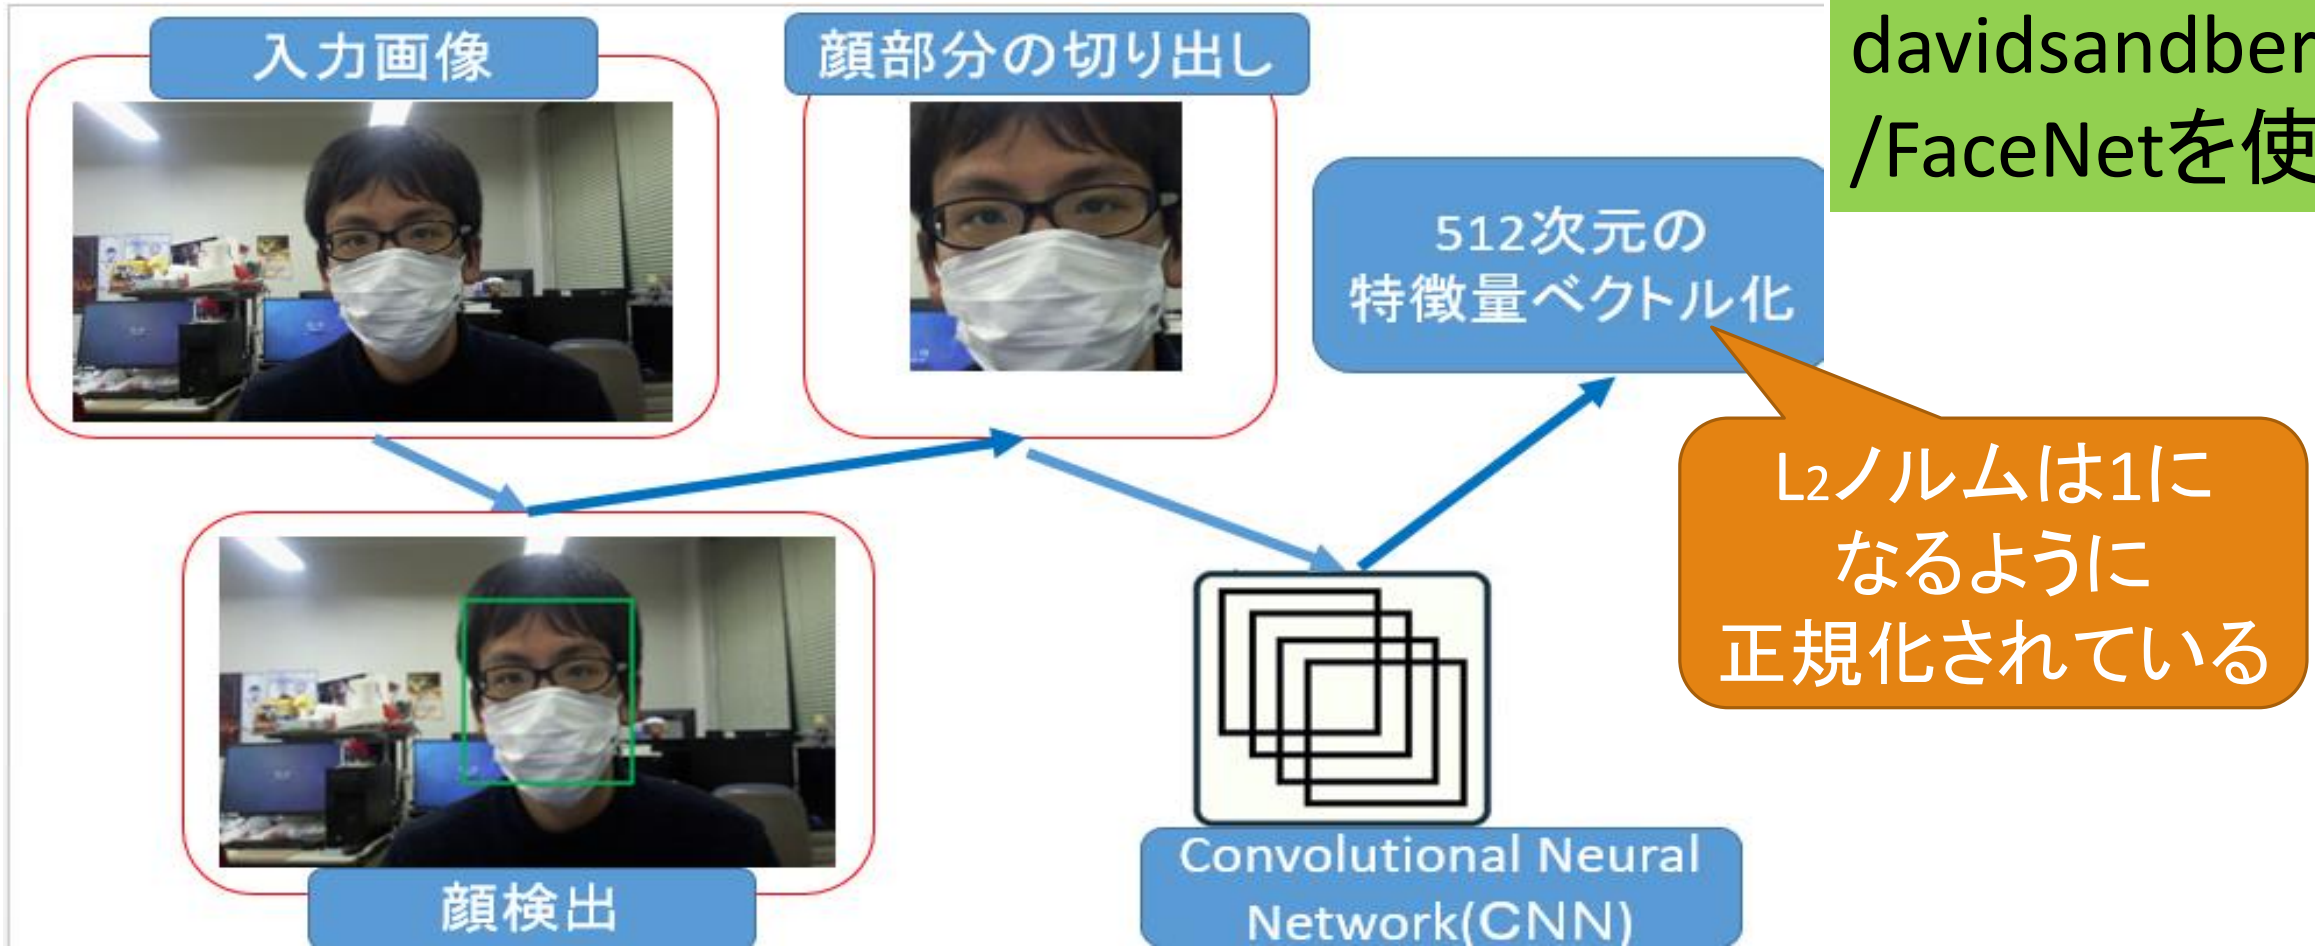 入力画像
顔部分の切り出し
davidsandber
/FaceNetを使
512次元の
特徴量ベクトル化
L2ノルムは1に
なるように
正規化されている
顔検出
Convolutional Neural
Network(CNN)